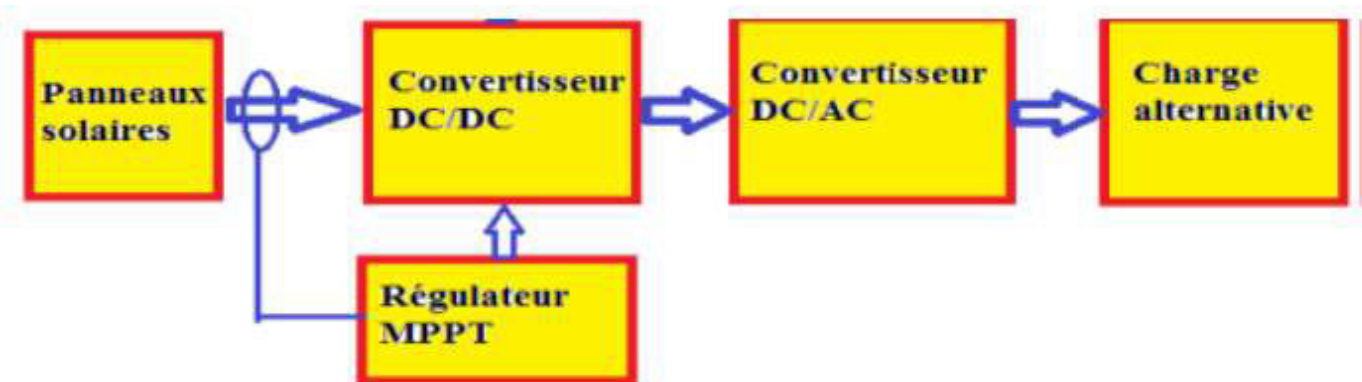 Panneaux
solaires
Convertisseur
DC/DC
Convertisseur
DC/AC
Charge
alternative
Régulateur
MPPT